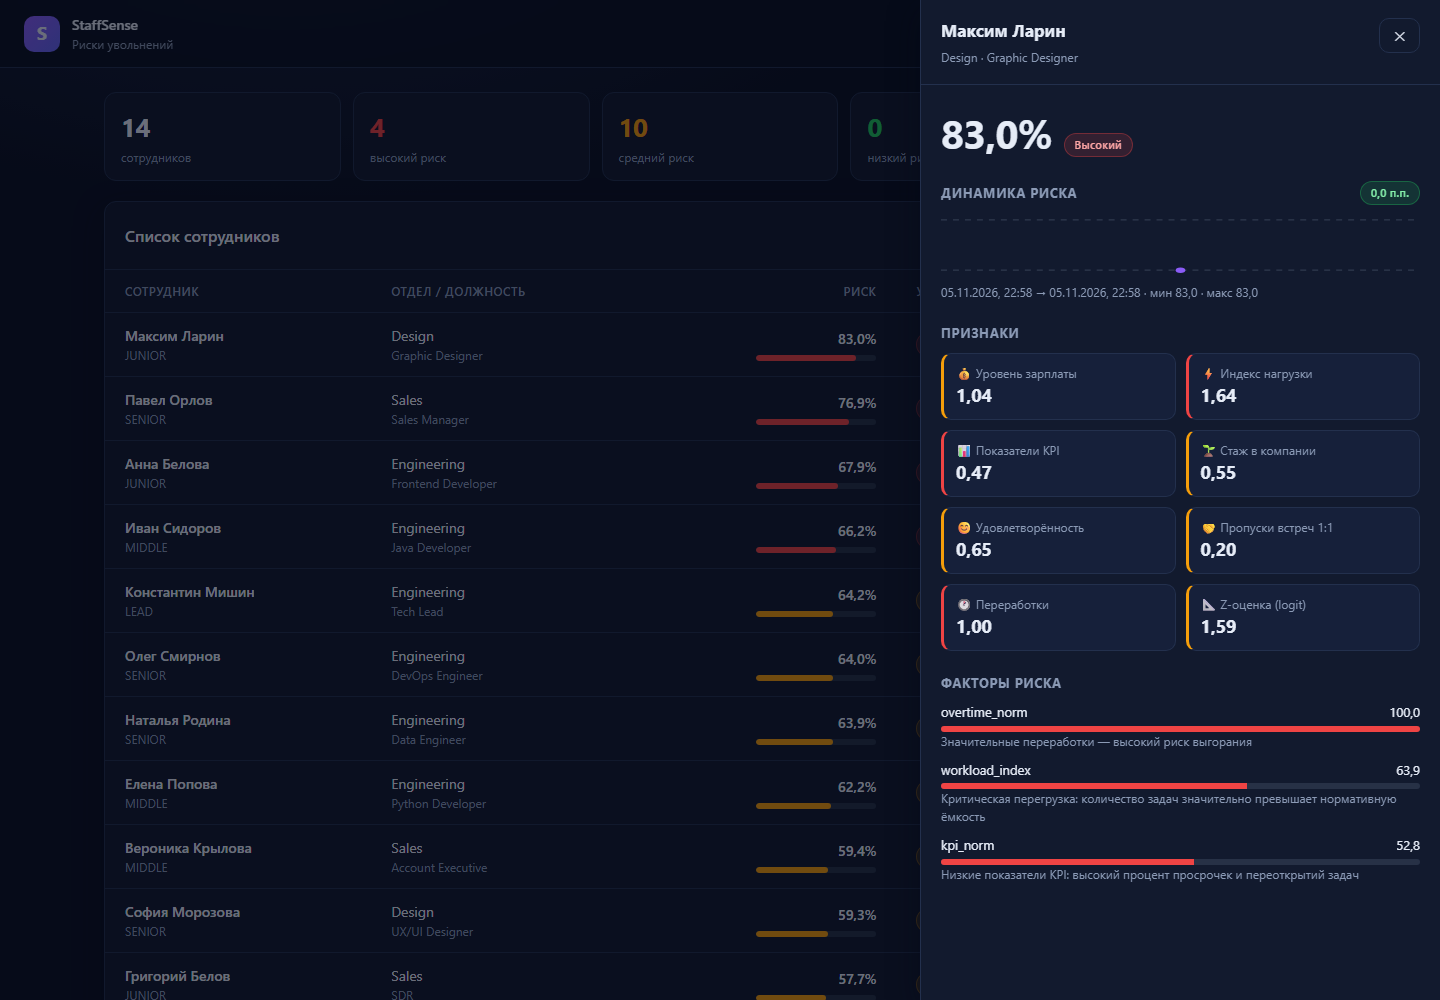 S
StaffSense
Риски увольнений
14
сотрудников
4
высокий риск
10
средний риск
0
низкий
Список сотрудников
СОТРУДНИК ОТДЕЛ / ДОЛЖНОСТЬ РИСК
Максим Ларин Design 83,0%
JUNIOR Graphic Designer
Павел Орлов Sales 76,9%
SENIOR Sales Manager
Анна Белова Engineering 67,9%
JUNIOR Frontend Developer
Иван Сидоров Engineering 66,2%
MIDDLE Java Developer
Константин Мишин Engineering 64,2%
LEAD Tech Lead
Олег Смирнов Engineering 64,0%
SENIOR DevOps Engineer
Наталья Родина Engineering 63,9%
SENIOR Data Engineer
Елена Попова Engineering 62,2%
MIDDLE Python Developer
Вероника Крылова Sales 59,4%
MIDDLE Account Executive
София Морозова Design 59,3%
SENIOR UX/UI Designer
Григорий Белов Sales 57,7%
JUNIOR SDR
Максим Ларин
Design · Graphic Designer
83,0% Высокий
ДИНАМИКА РИСКА 0,0 п.п.
05.11.2026, 22:58 → 05.11.2026, 22:58 · мин 83,0 · макс 83,0
ПРИЗНАКИ
Уровень зарплаты
1,04
Индекс нагрузки
1,64
Показатели KPI
0,47
Стаж в компании
0,55
Удовлетворённость
0,65
Пропуски встреч 1:1
0,20
Переработки
1,00
Z-оценка (logit)
1,59
ФАКТОРЫ РИСКА
overtime_norm 100,0
Значительные переработки — высокий риск выгорания
workload_index 63,9
Критическая перегрузка: количество задач значительно превышает нормативную
ёмкость
kpi_norm 52,8
Низкие показатели KPI: высокий процент просрочек и переоткрытий задач